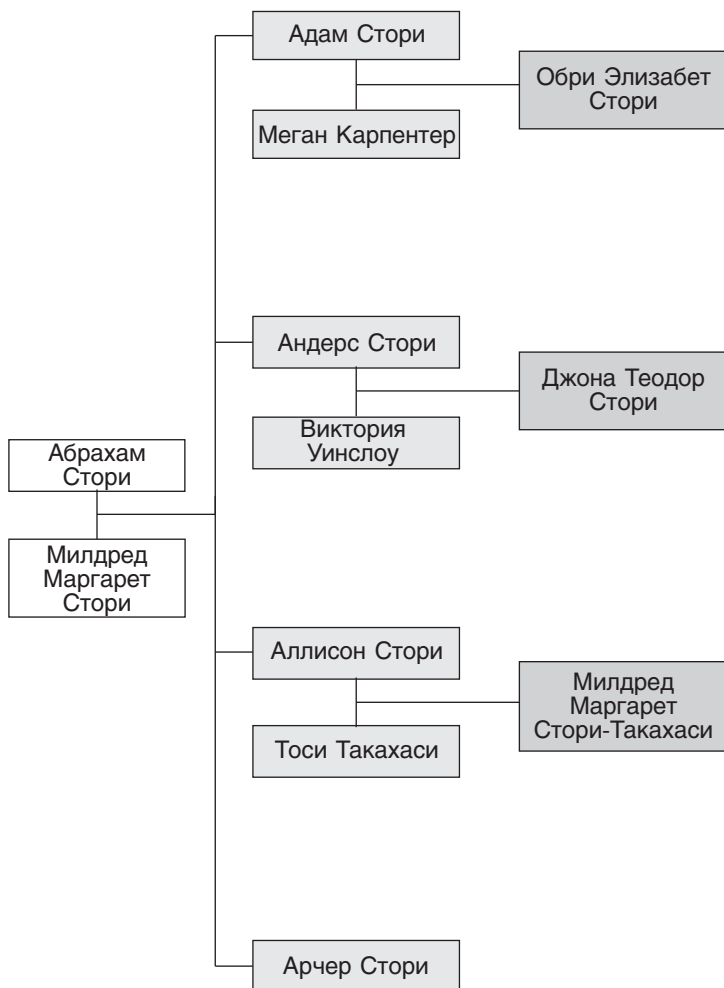 Адам Стори
Обри Элизабет
Стори
Меган Карпентер
Андерс Стори
Джона Теодор
Стори
Виктория
Уинслоу
Абрахам
Стори
Милдред
Маргарет
Стори
Аллисон Стори
Милдред
Маргарет
Стори-Такахаси
Тоси Такахаси
Арчер Стори